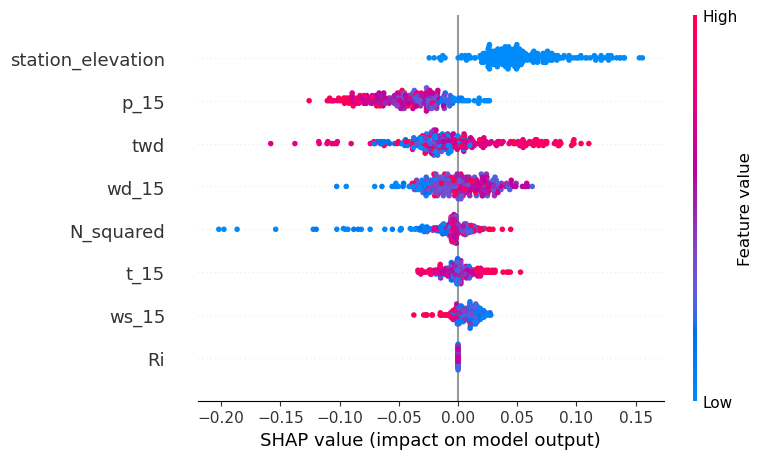 High
station_elevation
p_15
twd
wd_15
N_squared
t_15
ws_15
Ri
Feature value
Low
−0.20 −0.15 −0.10 −0.05 0.00 0.05 0.10 0.15
SHAP value (impact on model output)